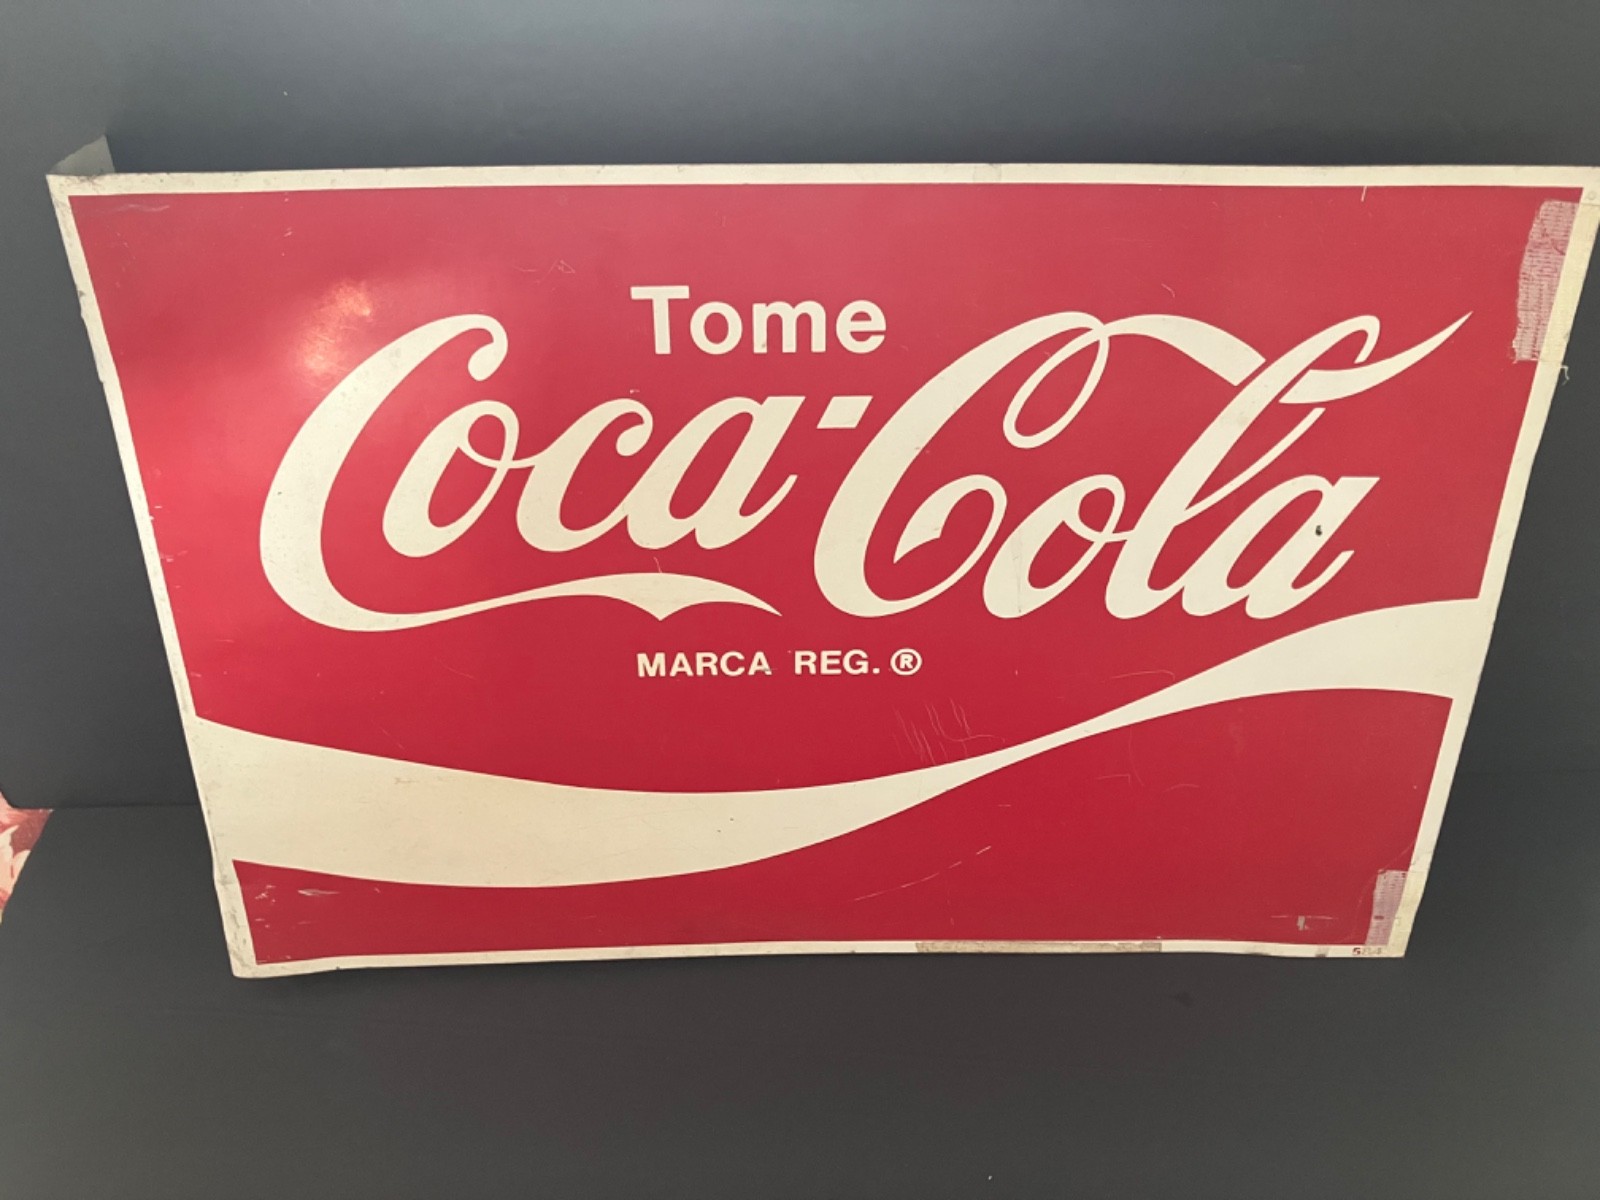 Tome
Coca-Cola
MARCA REG. ®